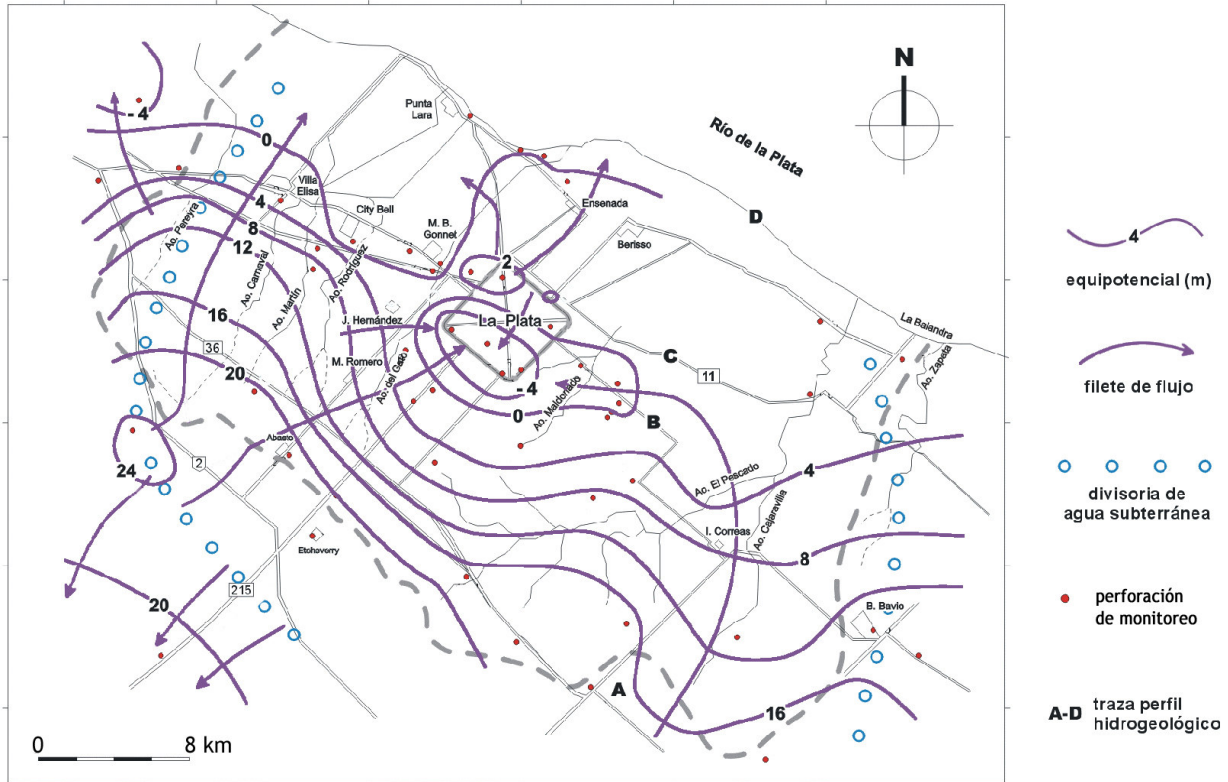 N
Río de la Plata
Punta
Lara
- 4
0
Villa
Elisa
4
8
12
16
20
24
20
City Bell
M. B.
Gonnet
Ensenada
D
Berisso
2
Ao. Pereyra
Ao. Carnaval
Ao. Martín
Ao. Rodríguez
J. Hernández
La Plata
M. Romero
Ao. del Gato
36
- 4
0
Ao. Maldonado
C
11
B
La Balandra
Ao. Zapata
Abasto
2
Etcheverry
215
Ao. El Pescado
4
I. Correas
Ao. Cajaravilla
8
B. Bavio
A
16
0
8 km
4
equipotencial (m)
filete de flujo
divisoria de
agua subterránea
perforación
de monitoreo
A-D
traza perfil
hidrogeológico